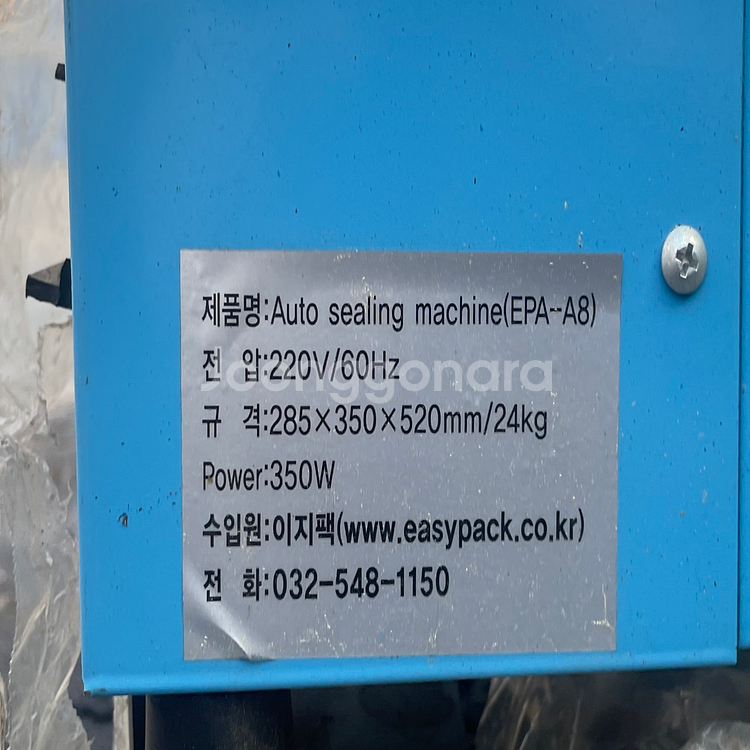 제품명:Auto sealing machine(EPA-A8)
전 압:220V/60Hz
Joonggonara
규 격:285×350×520mm/24kg
Power:350W
수입원:이지팩(www.easypack.co.kr)
전 화:032-548-1150